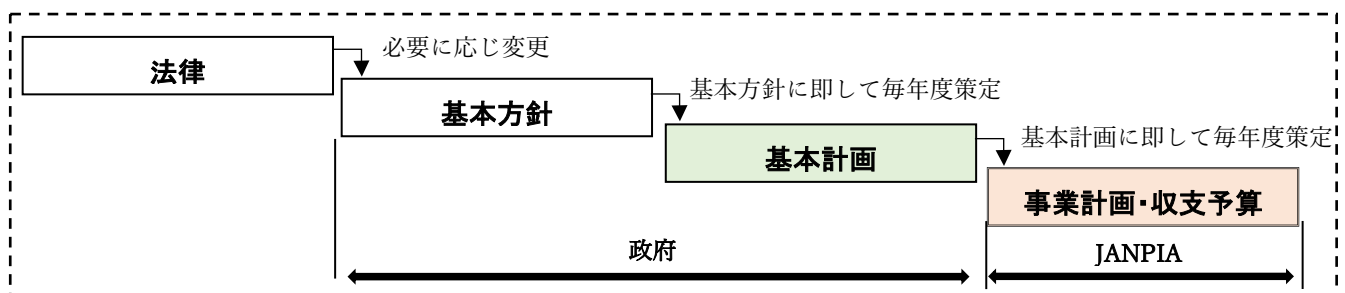 法律
必要に応じ変更
基本方針
基本方針に即して毎年度策定
基本計画
基本計画に即して毎年度策定
事業計画・収支予算
政府
JANPIA